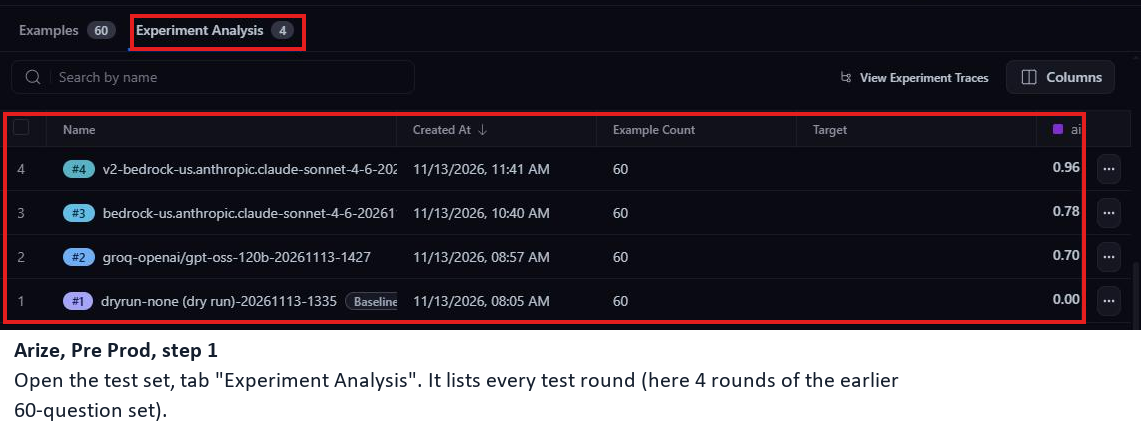 Examples 60 Experiment Analysis 4
Search by name View Experiment Traces Columns
Name Created At Example Count Target ai
4 #4 v2-bedrock-us.anthropic.claude-sonnet-4-6-202 11/13/2026, 11:41 AM 60 0.96
3 #3 bedrock-us.anthropic.claude-sonnet-4-6-20261 11/13/2026, 10:40 AM 60 0.78
2 #2 groq-openai/gpt-oss-120b-20261113-1427 11/13/2026, 08:57 AM 60 0.70
1 #1 dryrun-none (dry run)-20261113-1335 Baseline 11/13/2026, 08:05 AM 60 0.00
Arize, Pre Prod, step 1
Open the test set, tab "Experiment Analysis". It lists every test round (here 4 rounds of the earlier
60-question set).